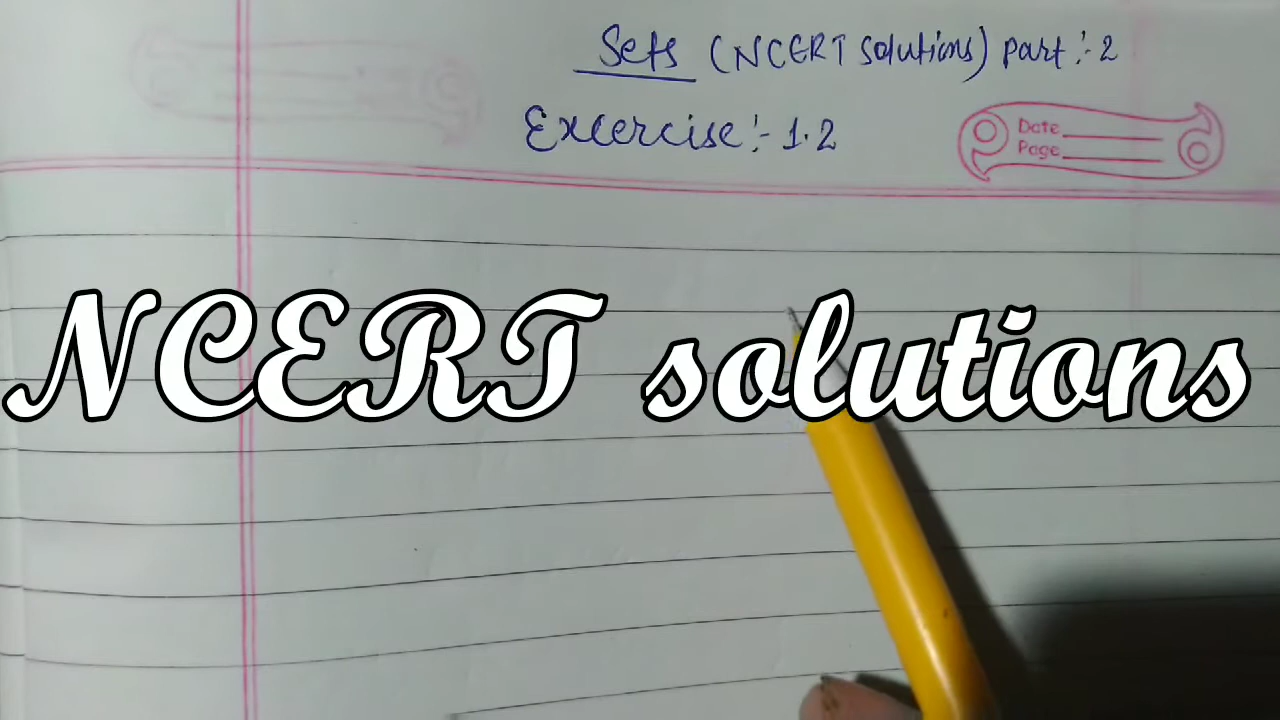 Sets (NCERT solutions) part :- 2
Excercise :- 1.2
Date
Page
NCERT solutions